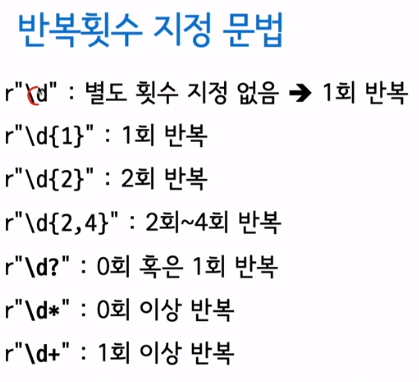 반복횟수 지정 문법
r"\d" : 별도 횟수 지정 없음 ➔ 1회 반복
r"\d{1}" : 1회 반복
r"\d{2}" : 2회 반복
r"\d{2,4}" : 2회~4회 반복
r"\d?" : 0회 혹은 1회 반복
r"\d*" : 0회 이상 반복
r"\d+" : 1회 이상 반복